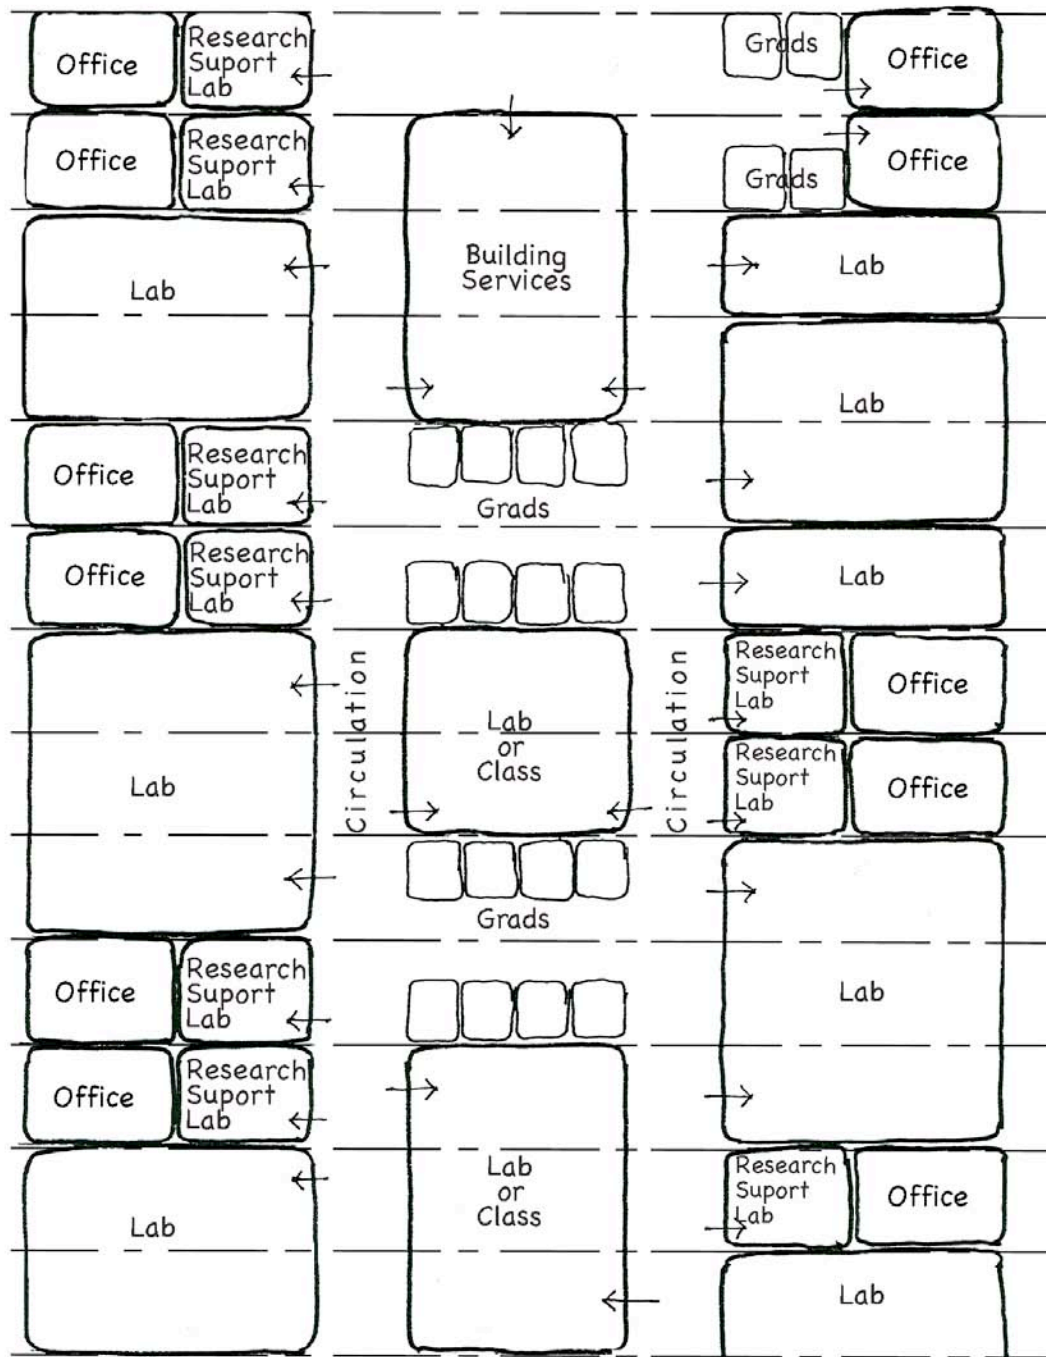 Office
Research
Suport
Lab
Grads
Office
Office
Research
Suport
Lab
Grads
Office
Lab
Building
Services
Lab
Lab
Office
Research
Suport
Lab
Grads
Office
Research
Suport
Lab
Lab
Circulation
Circulation
Research
Suport
Lab
Office
Lab
Lab
or
Class
Research
Suport
Lab
Office
Grads
Office
Research
Suport
Lab
Lab
Office
Research
Suport
Lab
Lab
Lab
or
Class
Research
Suport
Lab
Office
Lab